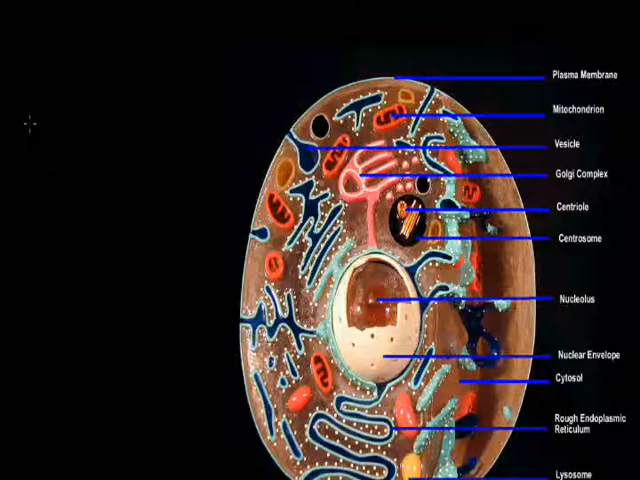 Plasma Membrane
Mitochondrion
Vesicle
Golgi Complex
Centriole
Centrosome
Nucleolus
Nuclear Envelope
Cytosol
Rough Endoplasmic
Reticulum
Lysosome